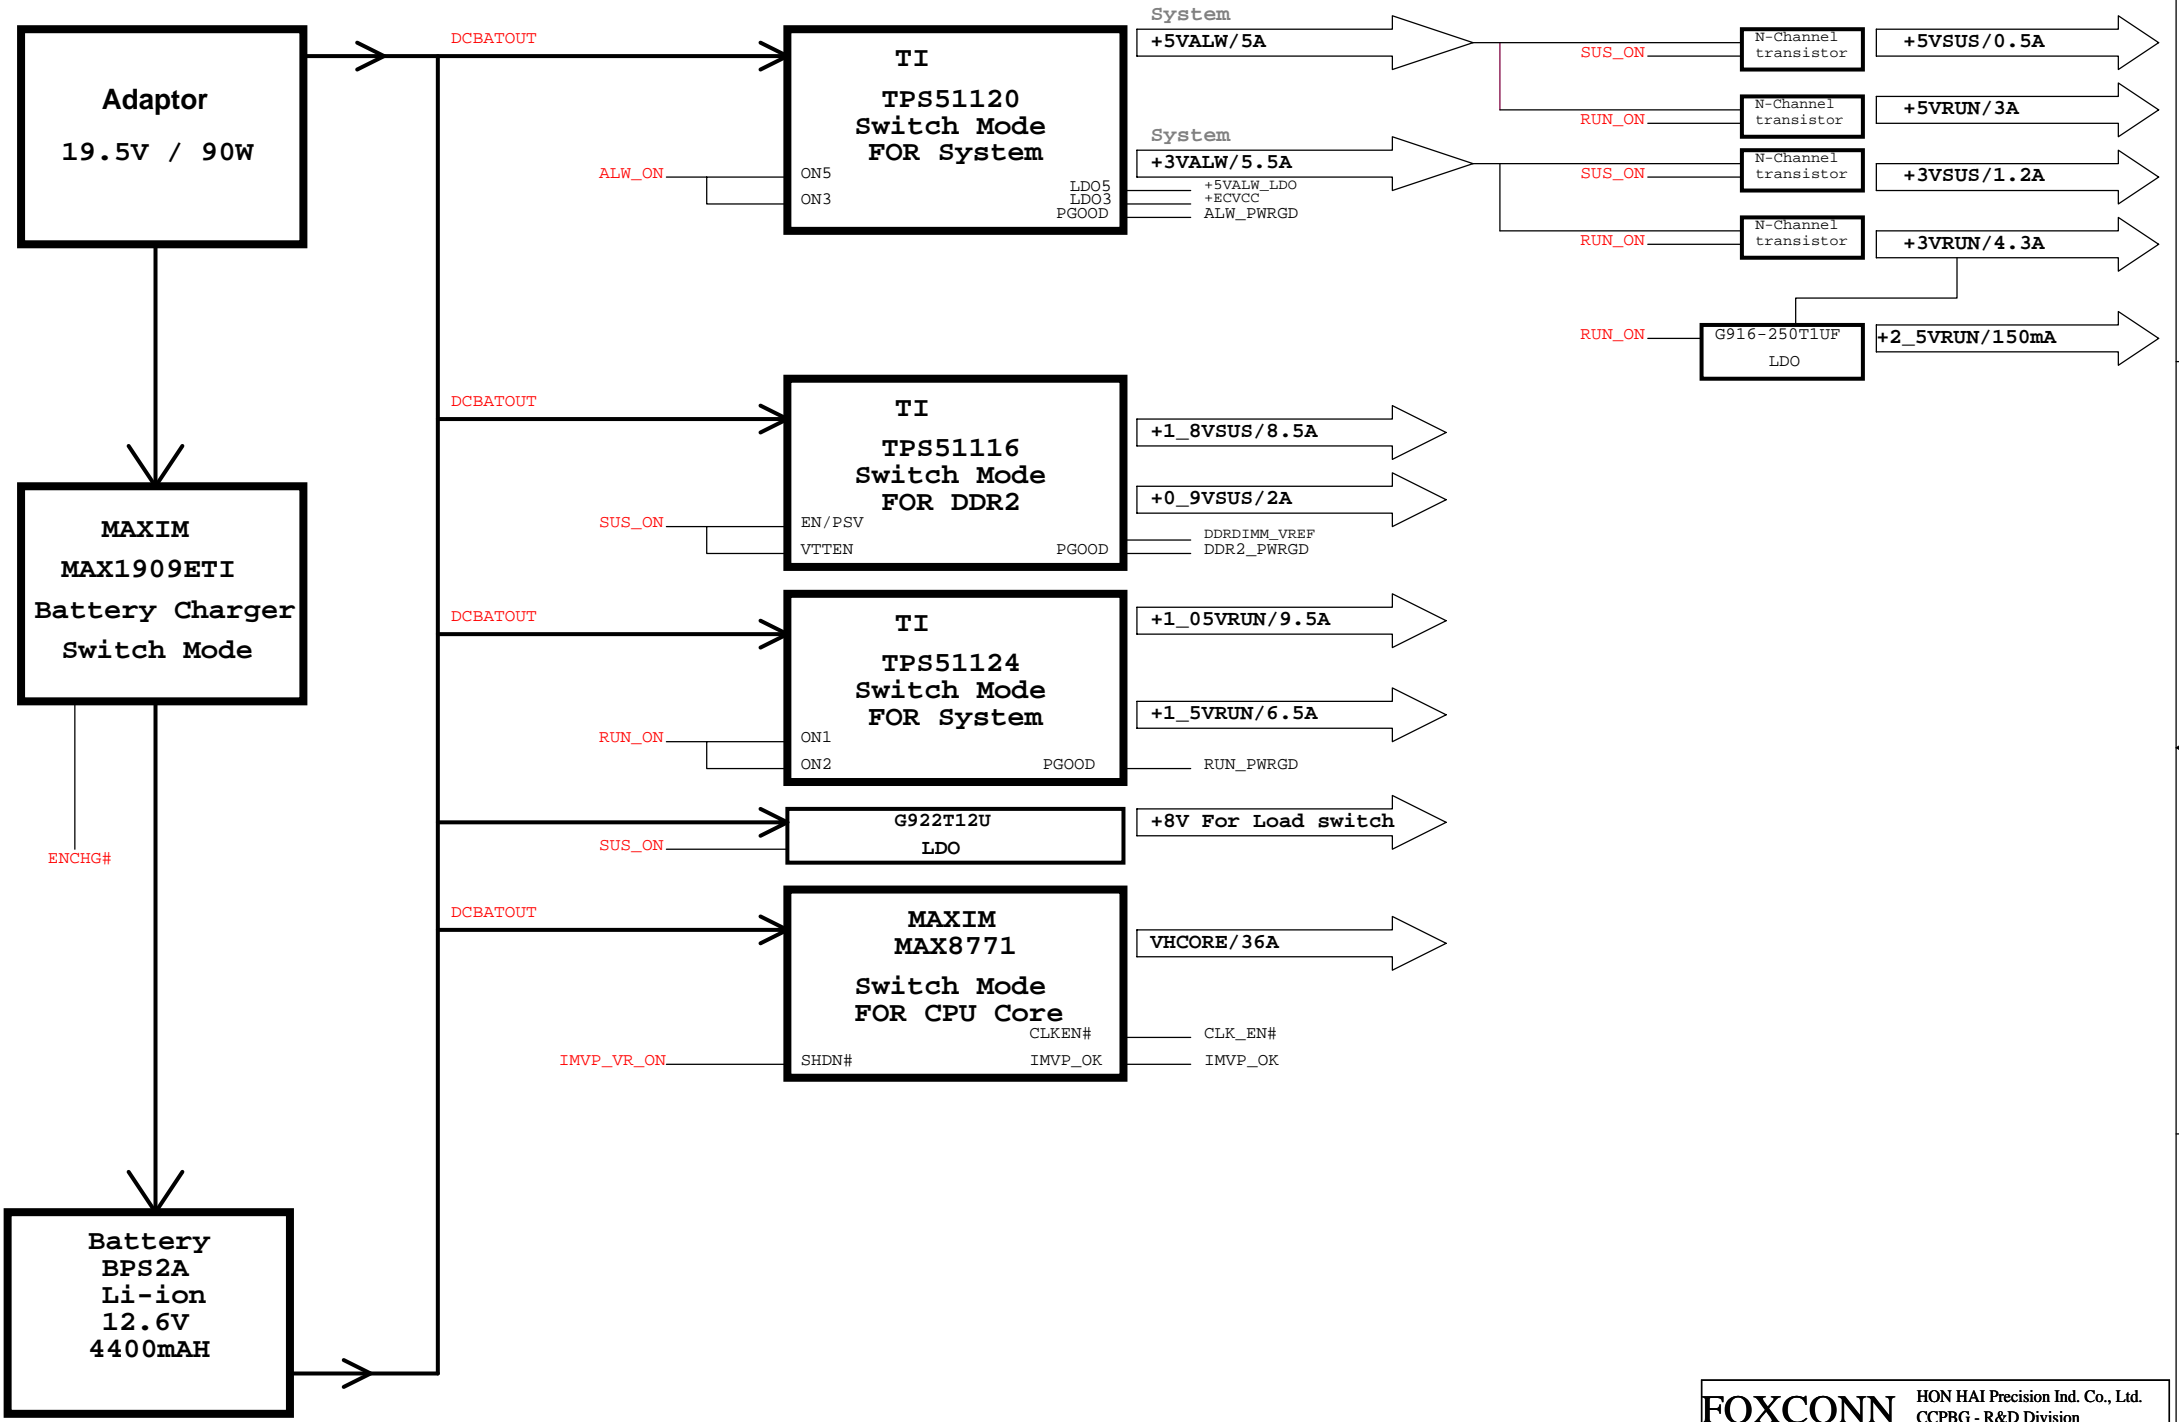 Adaptor
19.5V / 90W
MAXIM
MAX1909ETI
Battery Charger
Switch Mode
ENCHG#
Battery
BPS2A
Li-ion
12.6V
4400mAH
DCBATOUT
TI
TPS51120
Switch Mode
FOR System
ALW_ON
ON5
ON3
LDO5
LDO3
PGOOD
+5VALW_LDO
+ECVCC
ALW_PWRGD
System
+5VALW/5A
System
+3VALW/5.5A
SUS_ON
N-Channel
transistor
+5VSUS/0.5A
RUN_ON
N-Channel
transistor
+5VRUN/3A
SUS_ON
N-Channel
transistor
+3VSUS/1.2A
RUN_ON
N-Channel
transistor
+3VRUN/4.3A
RUN_ON
G916-250T1UF
LDO
+2_5VRUN/150mA
DCBATOUT
TI
TPS51116
Switch Mode
FOR DDR2
SUS_ON
EN/PSV
VTTEN
PGOOD
+1_8VSUS/8.5A
+0_9VSUS/2A
DDRDIMM_VREF
DDR2_PWRGD
DCBATOUT
TI
TPS51124
Switch Mode
FOR System
RUN_ON
ON1
ON2
PGOOD
+1_05VRUN/9.5A
+1_5VRUN/6.5A
RUN_PWRGD
SUS_ON
G922T12U
LDO
+8V For Load switch
DCBATOUT
MAXIM
MAX8771
Switch Mode
FOR CPU Core
IMVP_VR_ON
SHDN#
CLKEN#
IMVP_OK
VHCORE/36A
CLK_EN#
IMVP_OK
FOXCONN
HON HAI Precision Ind. Co., Ltd.
CCPBG - R&D Division